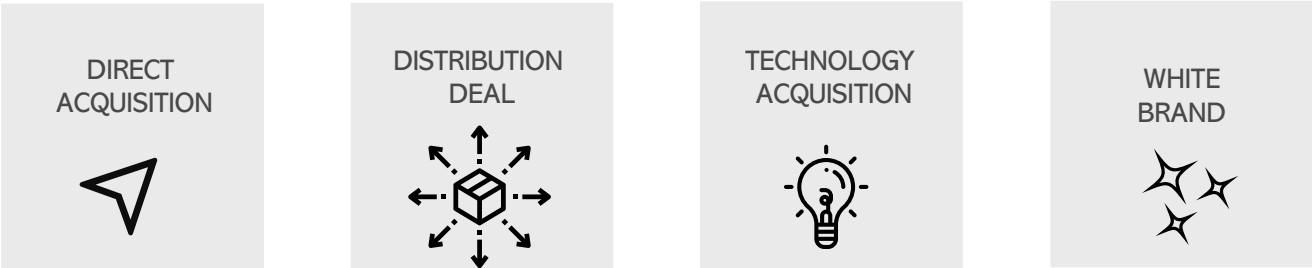 DIRECT
ACQUISITION
DISTRIBUTION
DEAL
TECHNOLOGY
ACQUISITION
WHITE
BRAND